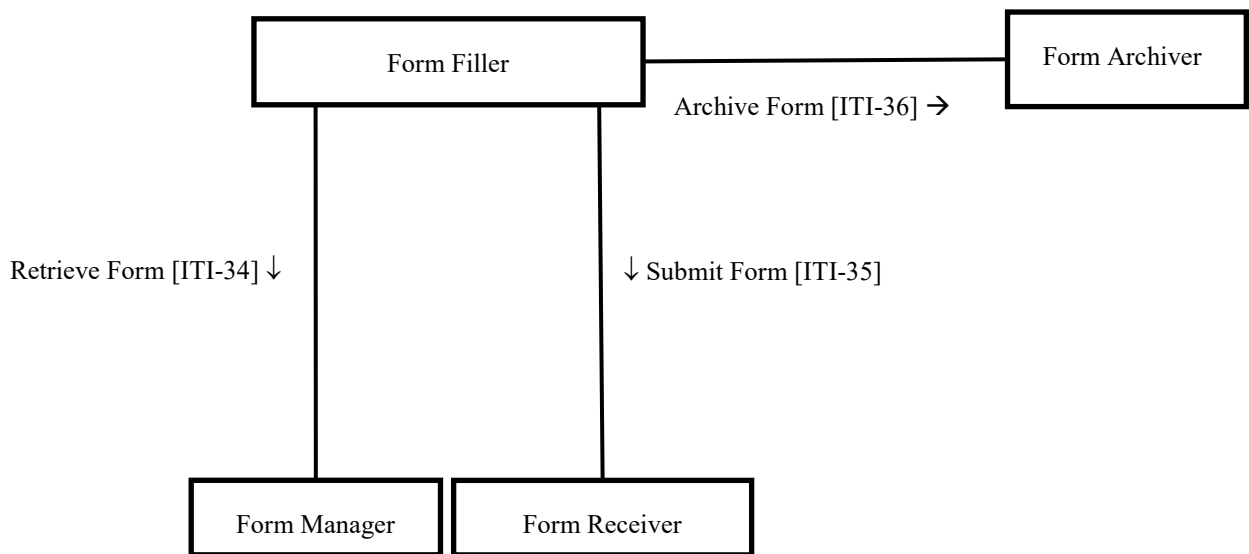 Form Filler
Form Archiver
Archive Form [ITI-36] →
Retrieve Form [ITI-34] ↓
↓ Submit Form [ITI-35]
Form Manager
Form Receiver